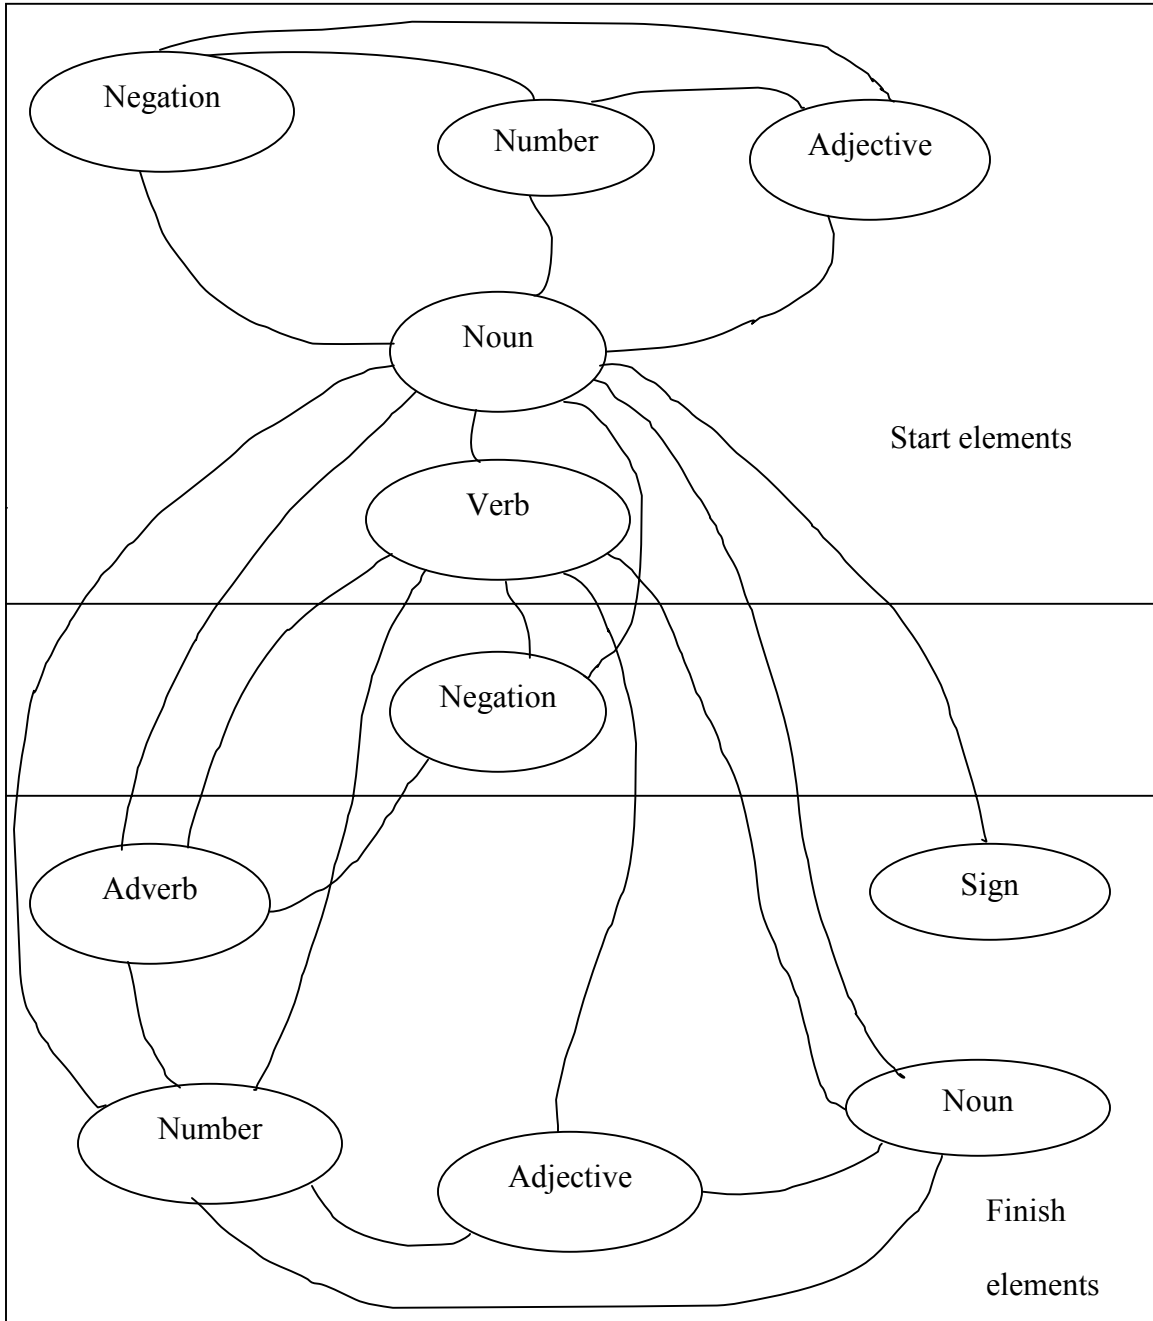 Negation
Number
Adjective
Noun
Start elements
Verb
Negation
Adverb
Sign
Noun
Number
Adjective
Finish
elements